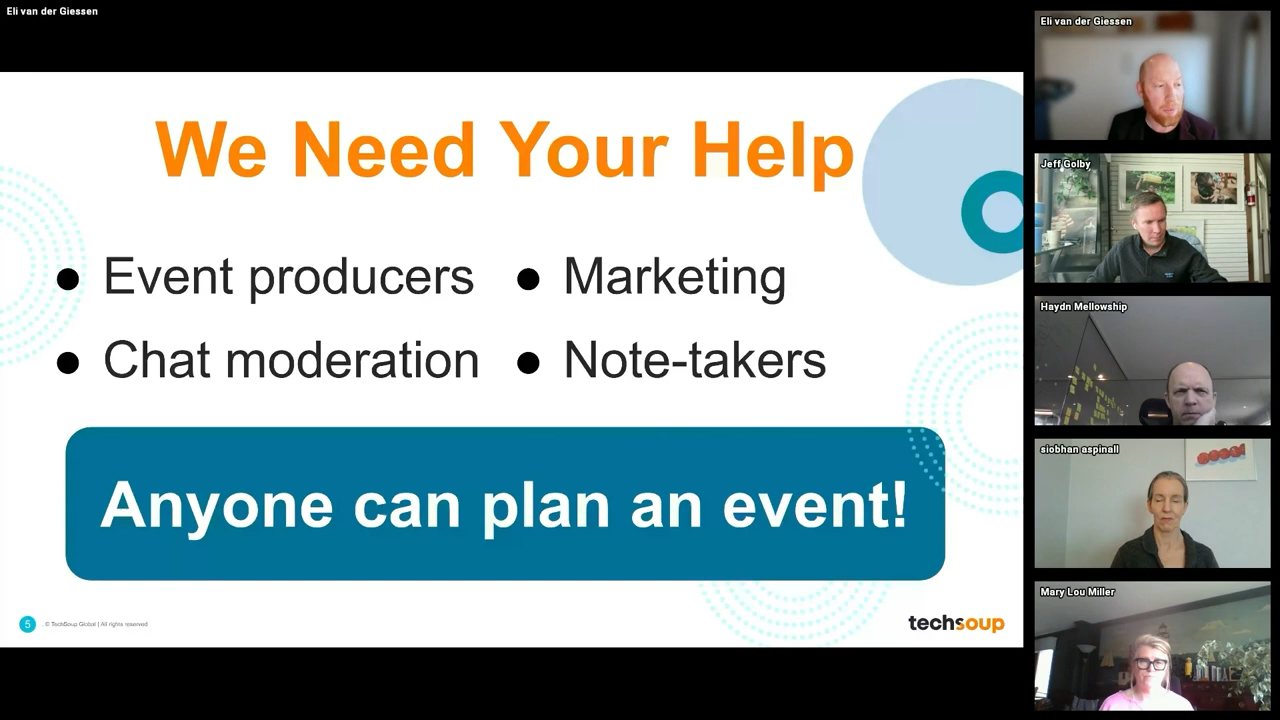 Eli van der Giessen
We Need Your Help
● Event producers
● Marketing
● Chat moderation
● Note-takers
Anyone can plan an event!
5
. © TechSoup Global | All rights reserved
techsoup
Eli van der Giessen
Jeff Golby
Haydn Mellowship
siobhan aspinall
Mary Lou Miller